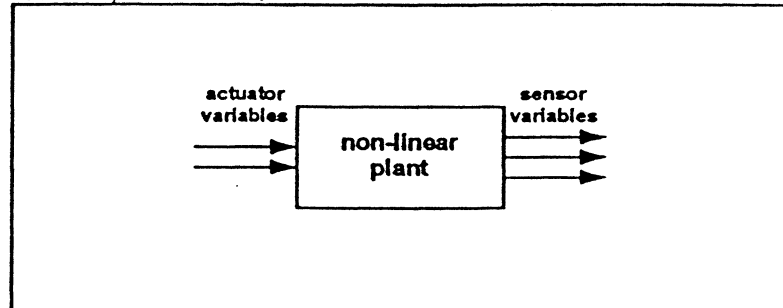 actuator
variables
non-linear
plant
sensor
variables